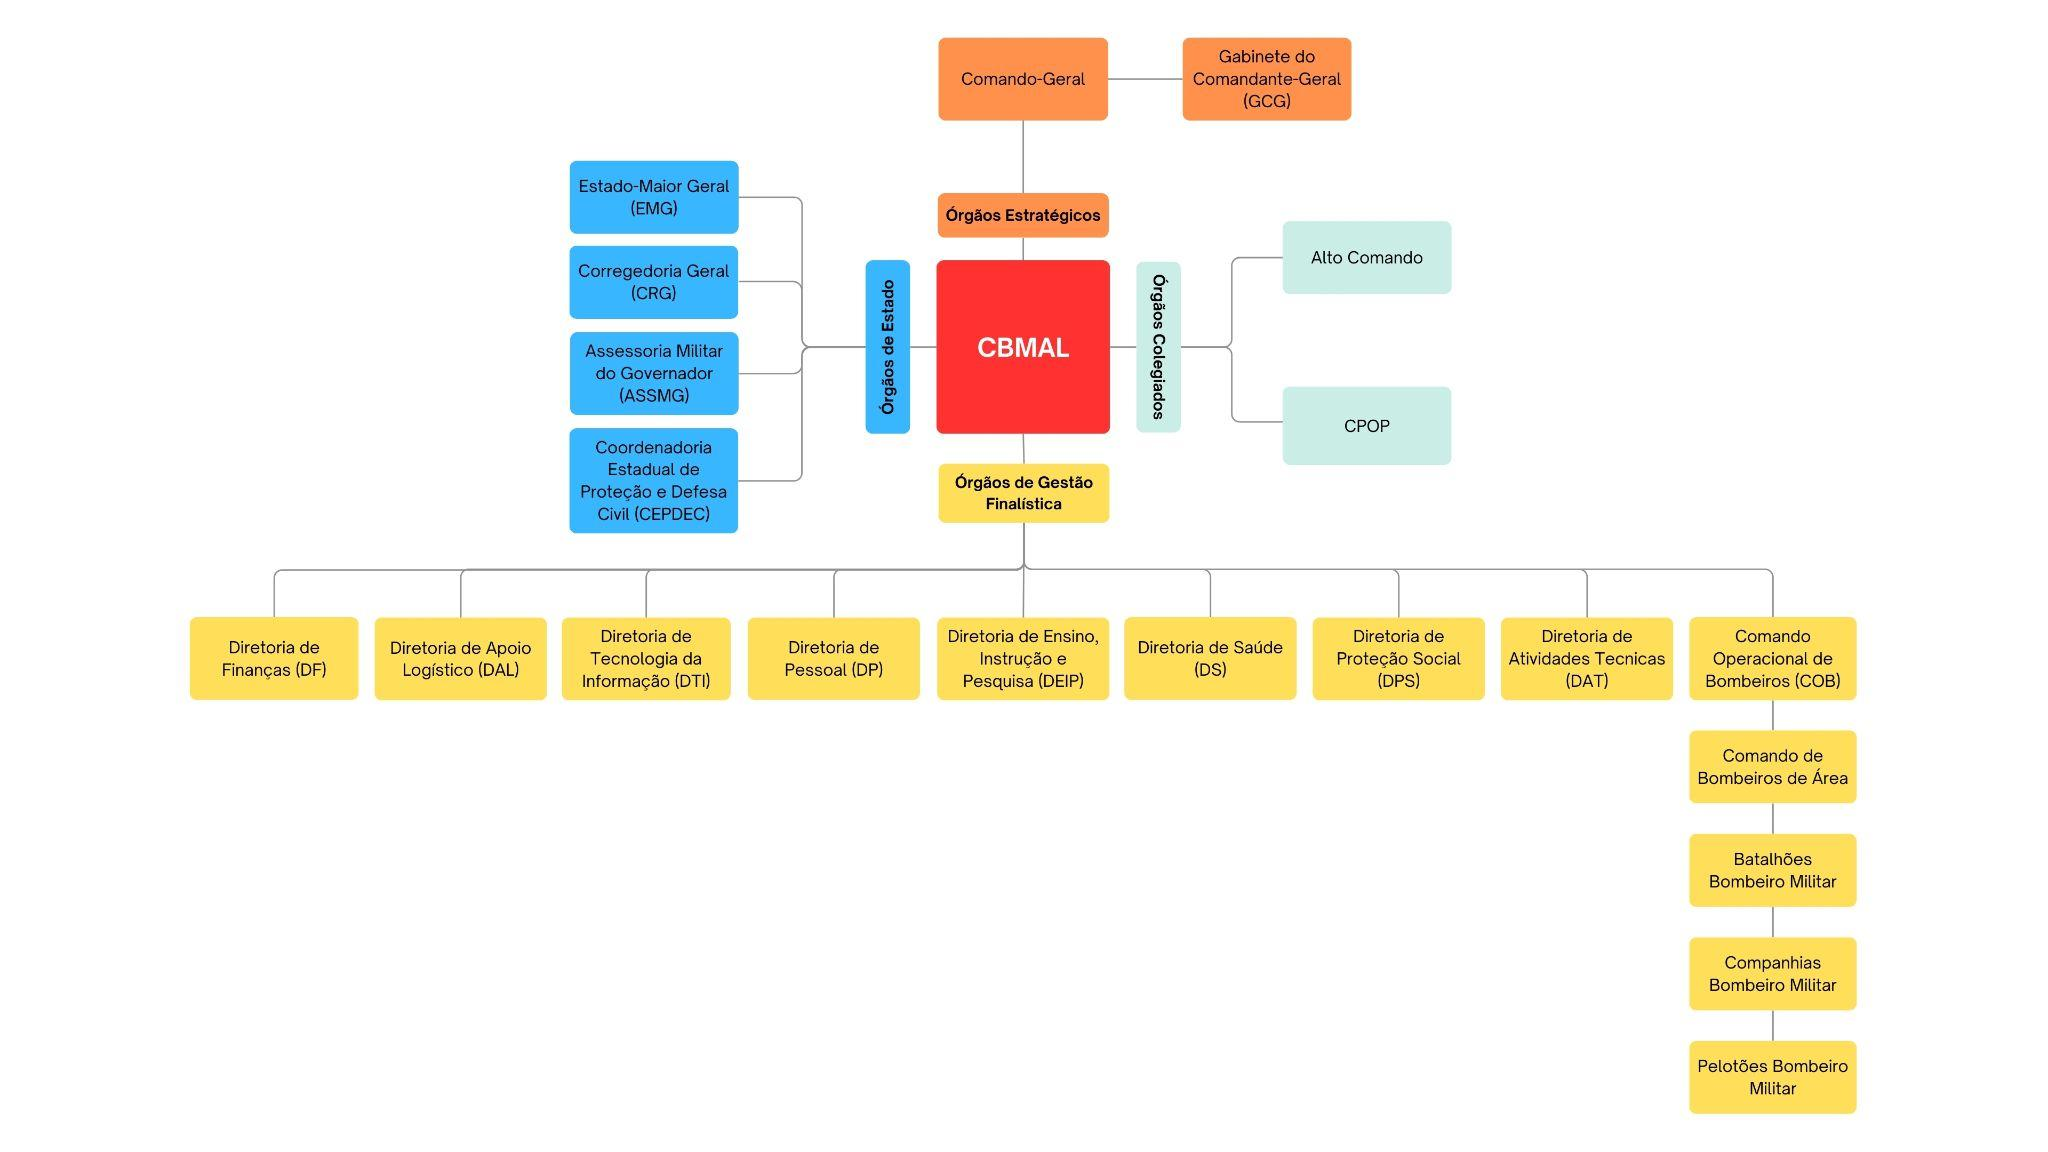 Comando-Geral
Gabinete do
Comandante-Geral
(GCG)
Estado-Maior Geral
(EMG)
Órgãos Estratégicos
Corregedoria Geral
(CRG)
Alto Comando
Assessoria Militar
do Governador
(ASSMG)
Órgãos de Estado
CBMAL
Órgãos Colegiados
CPOP
Coordenadoria
Estadual de
Proteção e Defesa
Civil (CEPDEC)
Órgãos de Gestão
Finalística
Diretoria de
Finanças (DF)
Diretoria de Apoio
Logístico (DAL)
Diretoria de
Tecnologia da
Informação (DTI)
Diretoria de
Pessoal (DP)
Diretoria de Ensino,
Instrução e
Pesquisa (DEIP)
Diretoria de Saúde
(DS)
Diretoria de
Proteção Social
(DPS)
Diretoria de
Atividades Tecnicas
(DAT)
Comando
Operacional de
Bombeiros (COB)
Comando de
Bombeiros de Área
Batalhões
Bombeiro Militar
Companhias
Bombeiro Militar
Pelotões Bombeiro
Militar